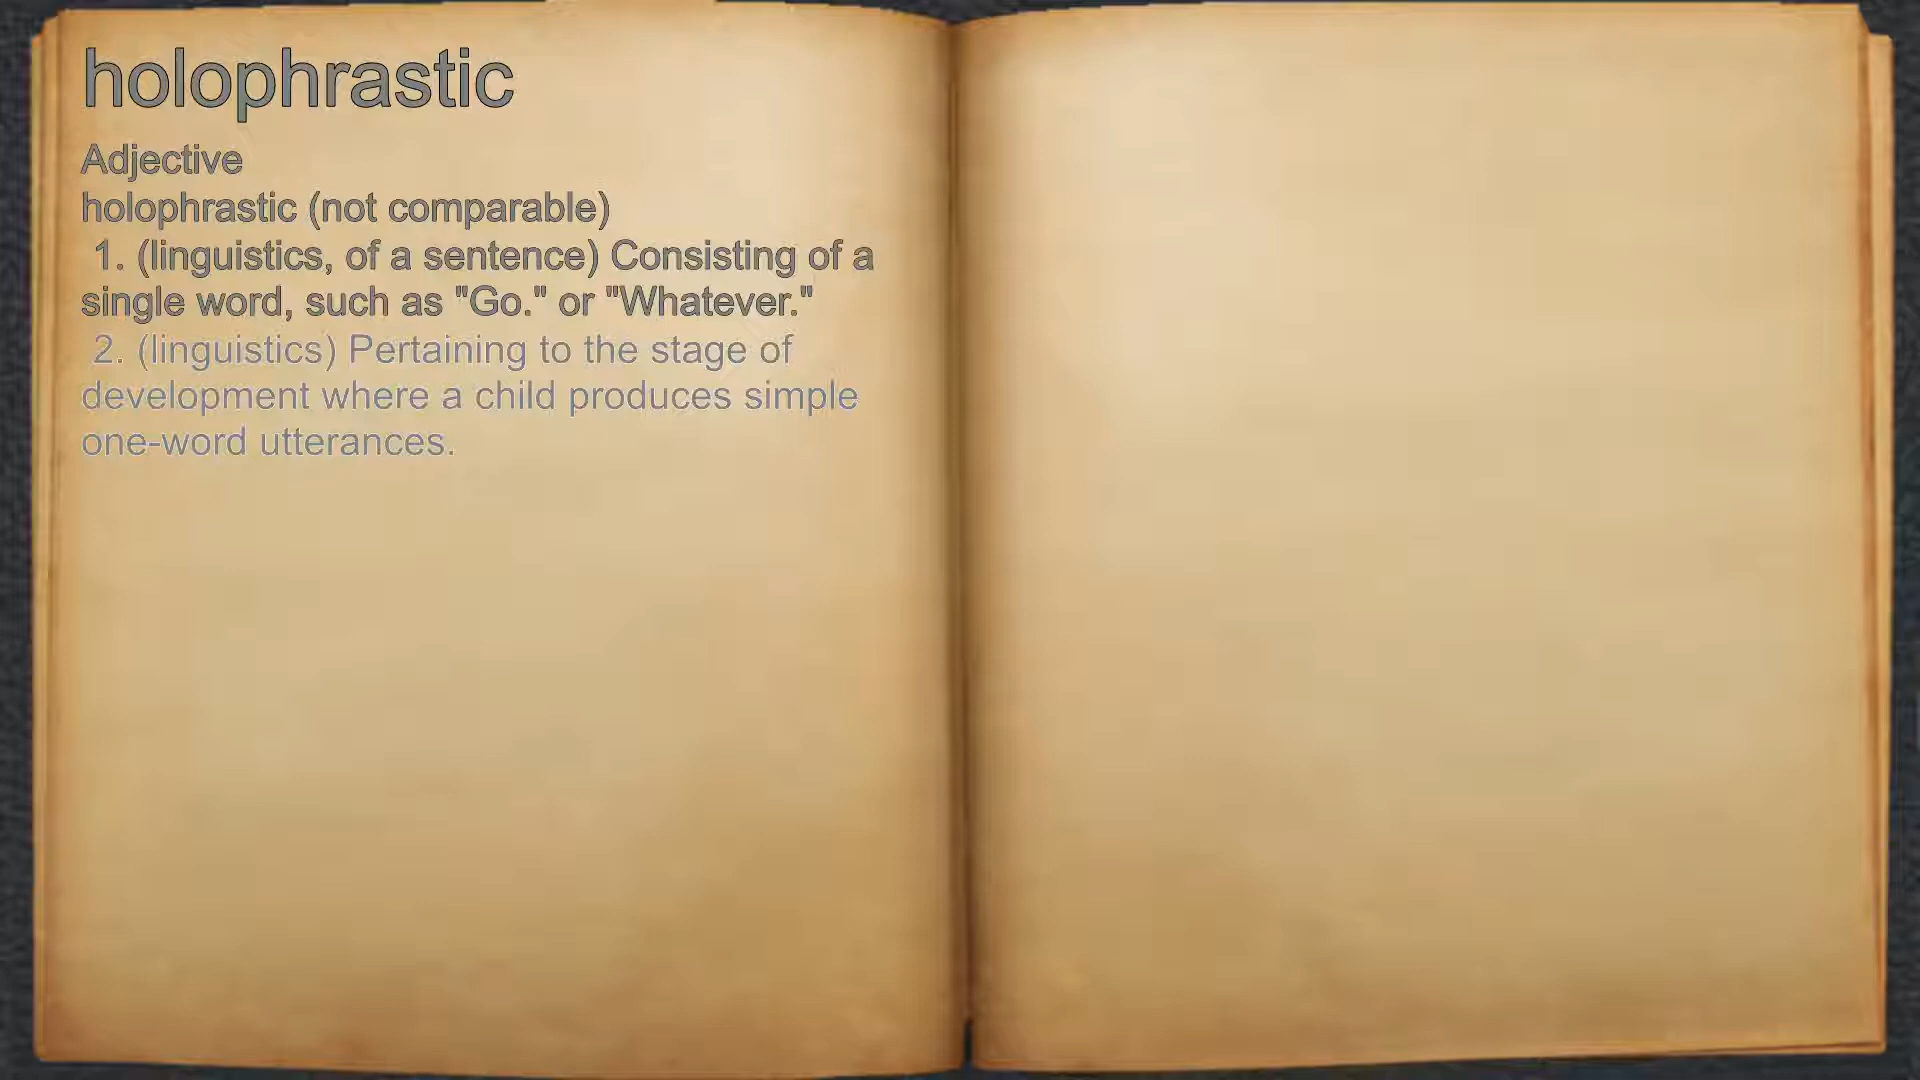 holophrastic
Adjective
holophrastic (not comparable)
1. (linguistics, of a sentence) Consisting of a
single word, such as "Go." or "Whatever."
2. (linguistics) Pertaining to the stage of
development where a child produces simple
one-word utterances.